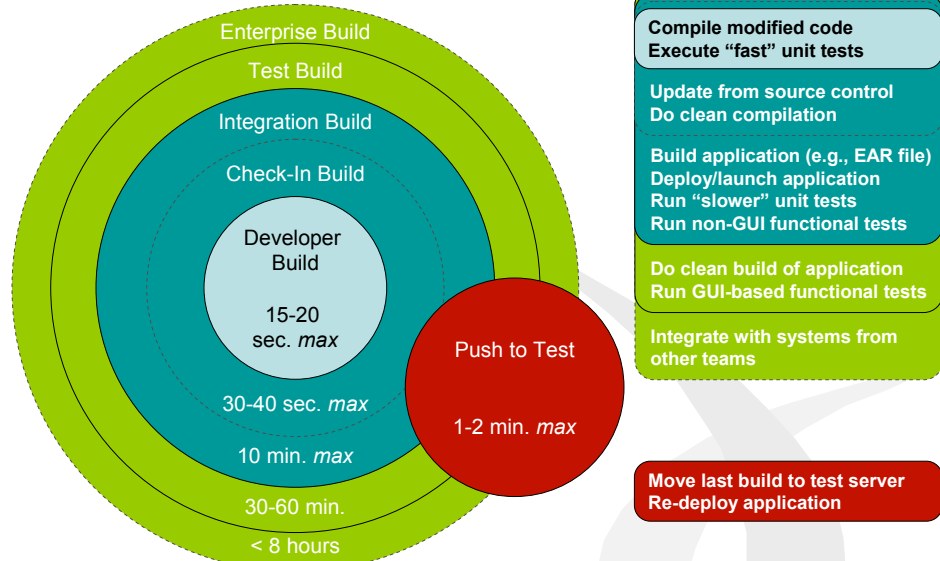 Enterprise Build
Test Build
Integration Build
Check-In Build
Developer
Build
15-20
sec. max
30-40 sec. max
10 min. max
30-60 min.
< 8 hours
Push to Test
1-2 min. max
Compile modified code
Execute “fast” unit tests
Update from source control
Do clean compilation
Build application (e.g., EAR file)
Deploy/launch application
Run “slower” unit tests
Run non-GUI functional tests
Do clean build of application
Run GUI-based functional tests
Integrate with systems from
other teams
Move last build to test server
Re-deploy application